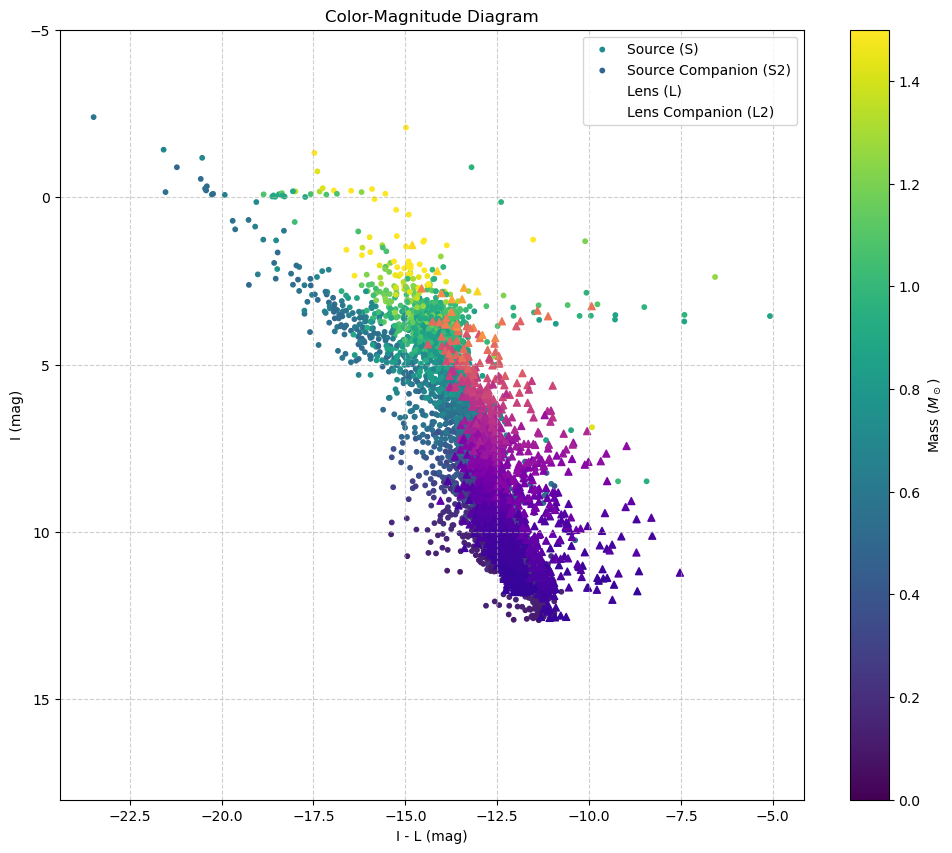 Color-Magnitude Diagram
−5
0
5
10
15
I (mag)
−22.5 −20.0 −17.5 −15.0 −12.5 −10.0 −7.5 −5.0
I - L (mag)
Source (S)
Source Companion (S2)
Lens (L)
Lens Companion (L2)
1.4
1.2
1.0
0.8
0.6
0.4
0.2
0.0
Mass (M⊙)